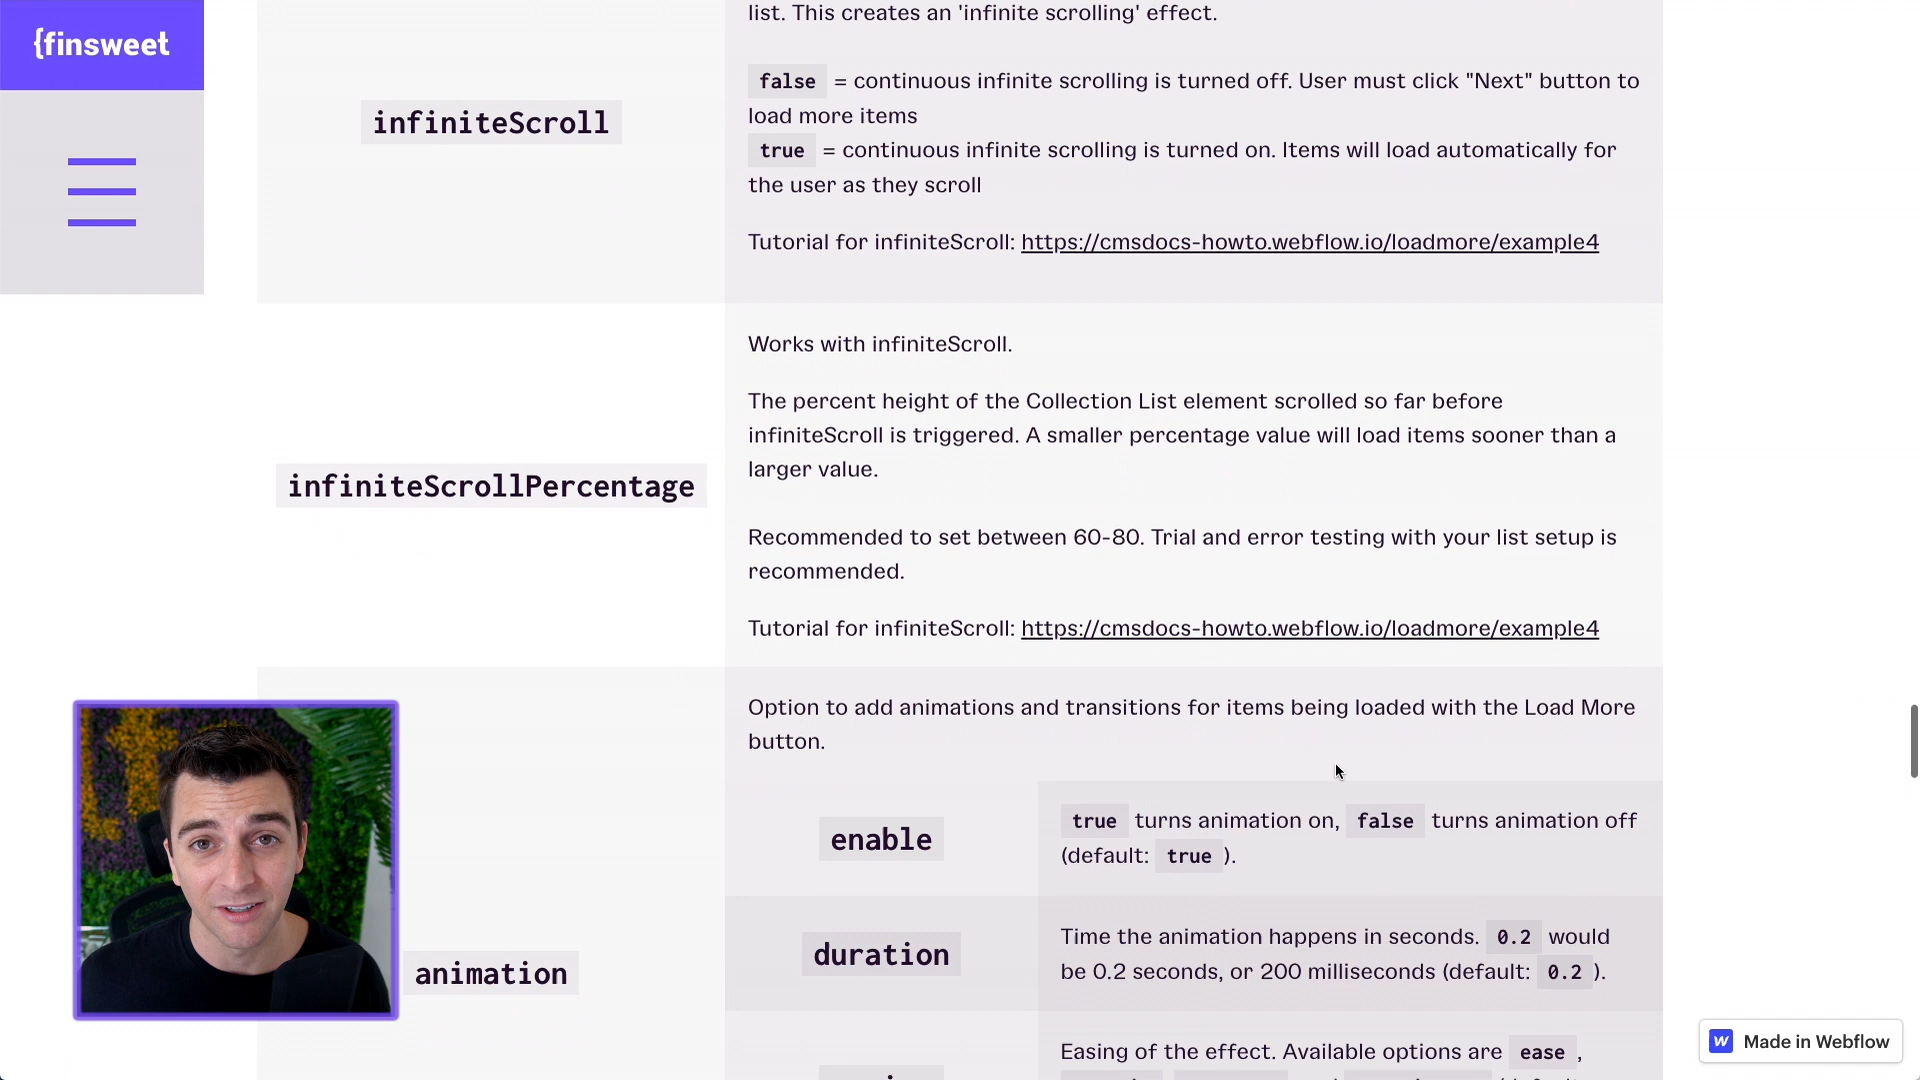 list. This creates an 'infinite scrolling' effect.
{finsweet
infiniteScroll
false = continuous infinite scrolling is turned off. User must click "Next" button to
load more items
true = continuous infinite scrolling is turned on. Items will load automatically for
the user as they scroll
Tutorial for infiniteScroll: https://cmsdocs-howto.webflow.io/loadmore/example4
infiniteScrollPercentage
Works with infiniteScroll.
The percent height of the Collection List element scrolled so far before
infiniteScroll is triggered. A smaller percentage value will load items sooner than a
larger value.
Recommended to set between 60-80. Trial and error testing with your list setup is
recommended.
Tutorial for infiniteScroll: https://cmsdocs-howto.webflow.io/loadmore/example4
animation
Option to add animations and transitions for items being loaded with the Load More
button.
enable
true turns animation on, false turns animation off
(default: true ).
duration
Time the animation happens in seconds. 0.2 would
be 0.2 seconds, or 200 milliseconds (default: 0.2 ).
Easing of the effect. Available options are ease ,
Made in Webflow